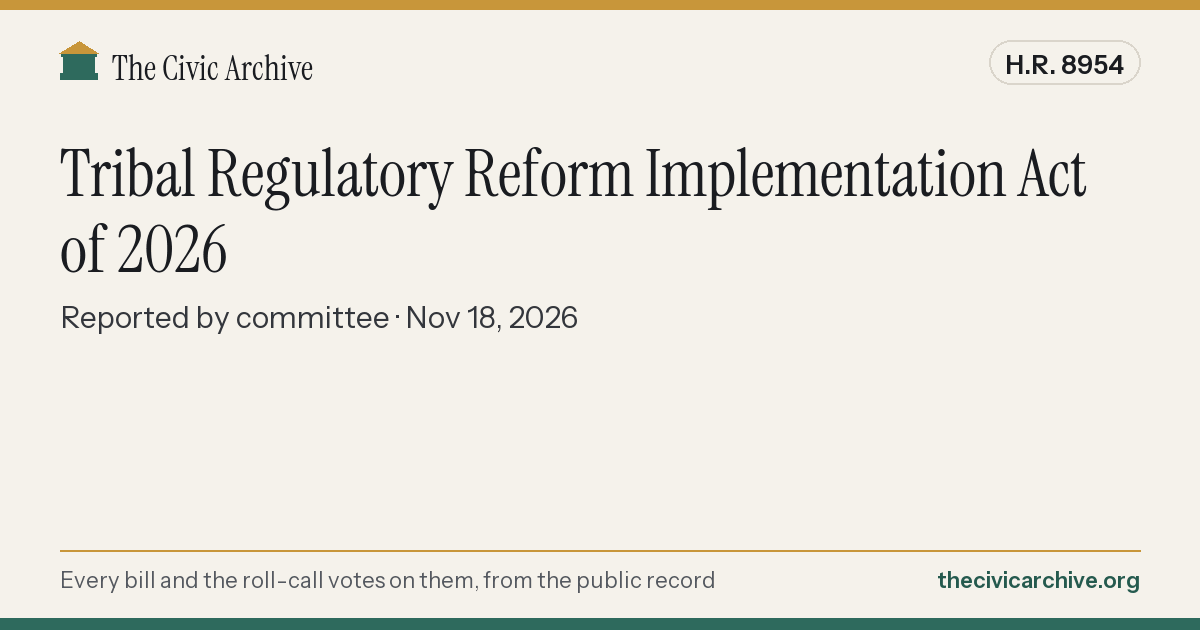 The Civic Archive
H.R. 8954
Tribal Regulatory Reform Implementation Act
of 2026
Reported by committee · Nov 18, 2026
Every bill and the roll-call votes on them, from the public record
thecivicarchive.org